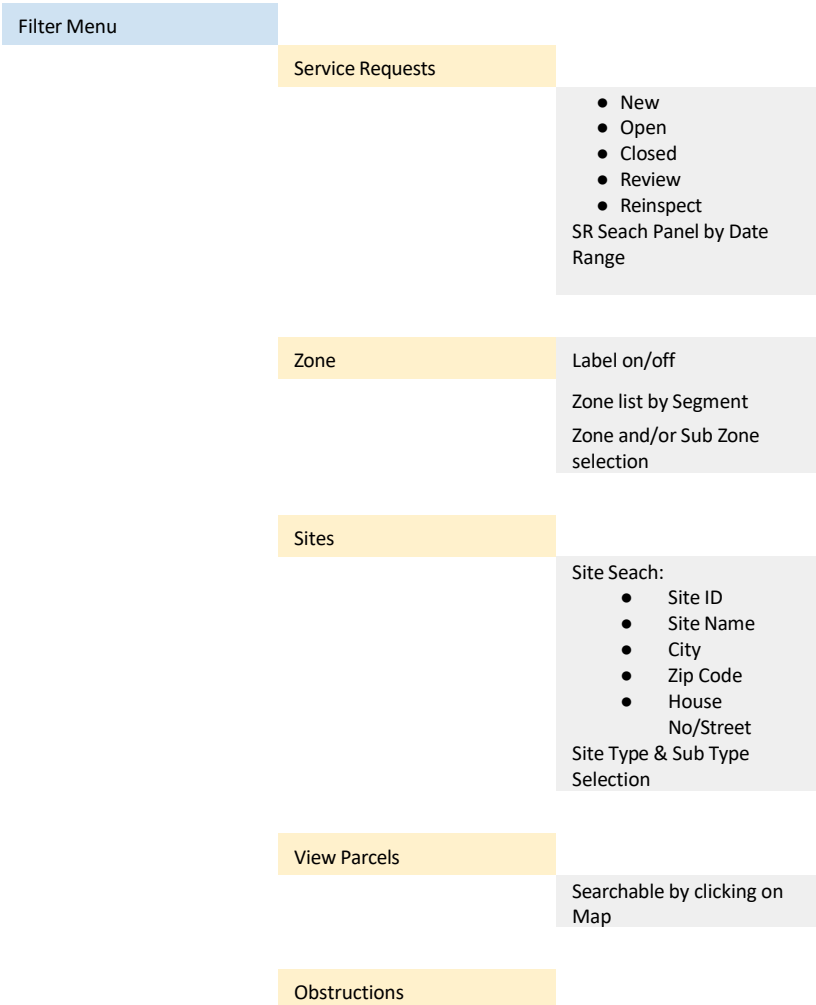 Filter Menu
Service Requests
● New
● Open
● Closed
● Review
● Reinspect
SR Seach Panel by Date
Range
Zone
Label on/off
Zone list by Segment
Zone and/or Sub Zone
selection
Sites
Site Seach:
● Site ID
● Site Name
● City
● Zip Code
● House
No/Street
Site Type & Sub Type
Selection
View Parcels
Searchable by clicking on
Map
Obstructions